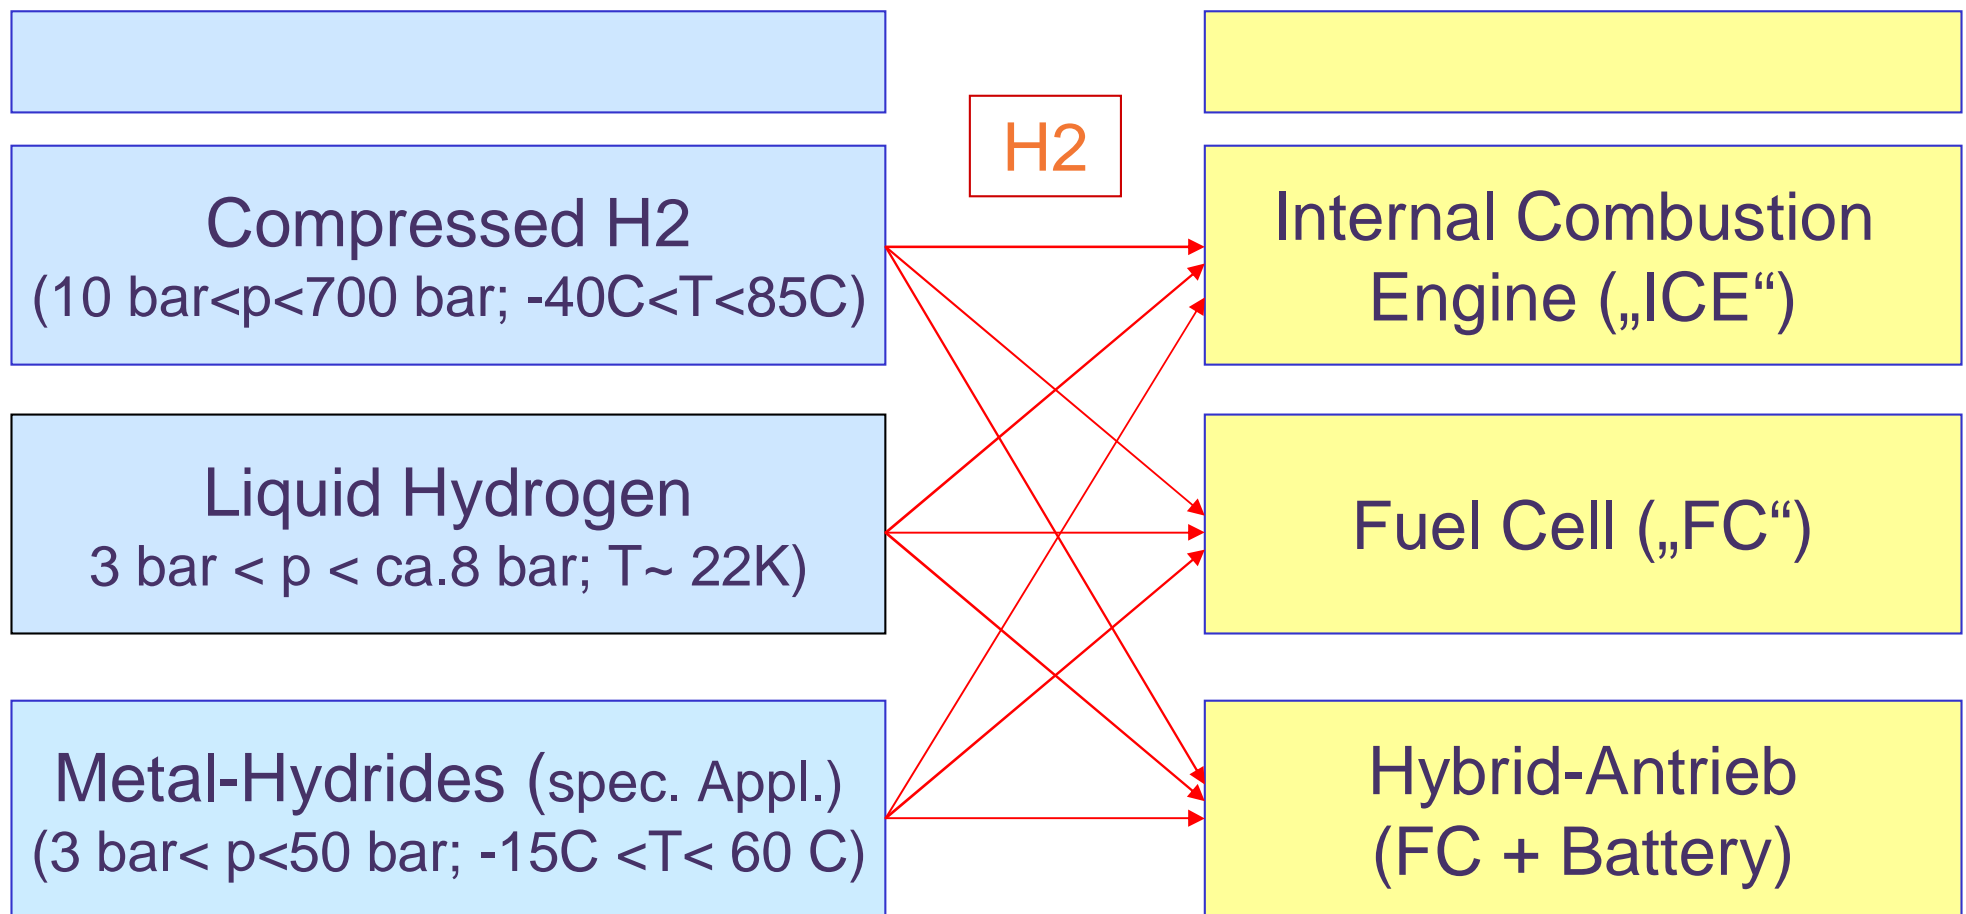 H2
Compressed H2
(10 bar<p<700 bar; -40C<T<85C)
Internal Combustion
Engine („ICE“)
Liquid Hydrogen
3 bar < p < ca.8 bar; T~ 22K)
Fuel Cell („FC“)
Metal-Hydrides (spec. Appl.)
(3 bar< p<50 bar; -15C <T< 60 C)
Hybrid-Antrieb
(FC + Battery)